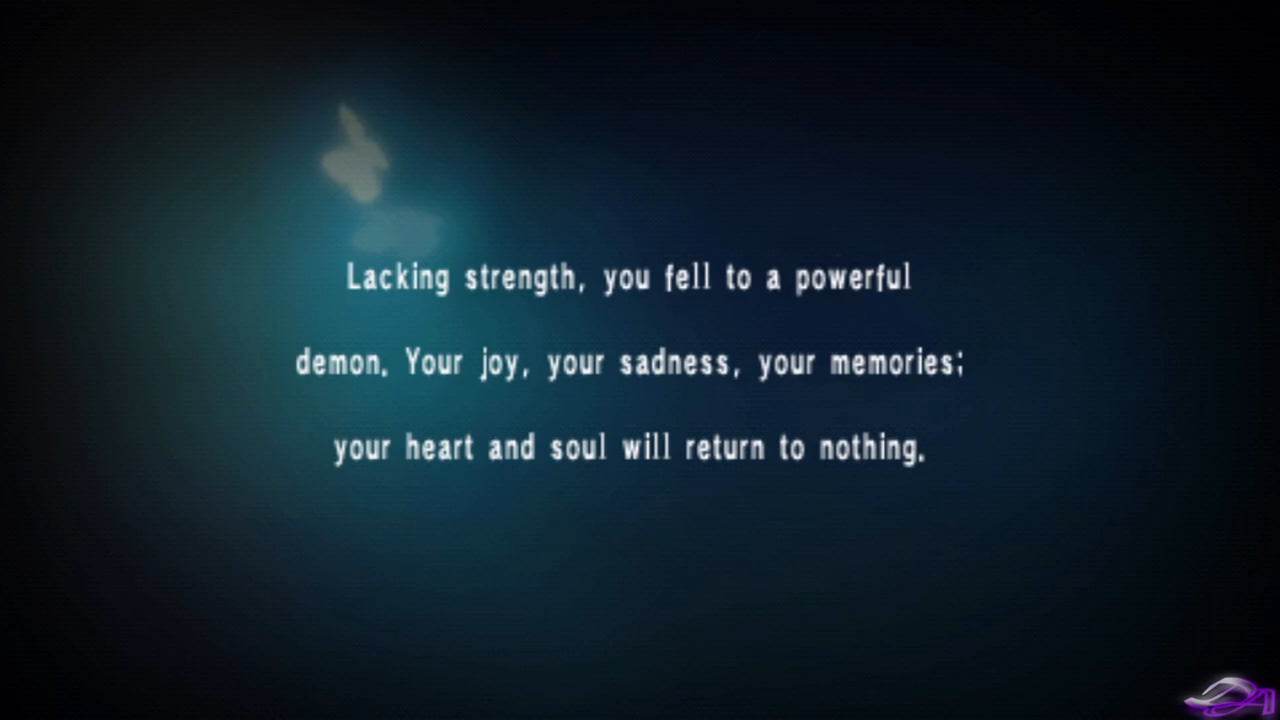 Lacking strength, you fell to a powerful
demon. Your joy, your sadness, your memories;
your heart and soul will return to nothing.